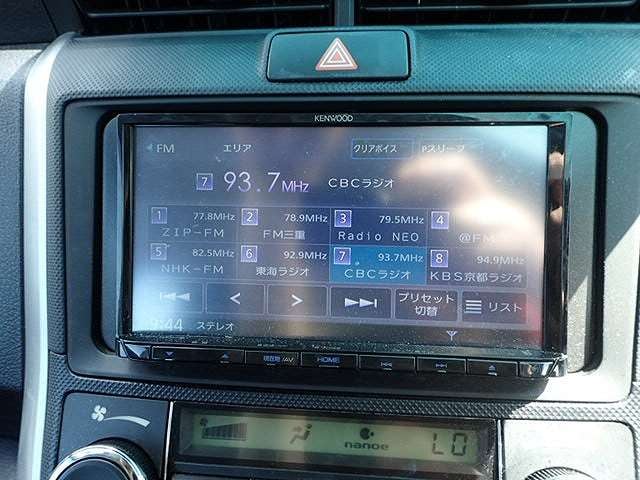 KENWOOD
FM エリア クリアボイス Pスリープ
7 93.7MHz CBCラジオ
1 77.8MHz 2 78.9MHz 3 79.5MHz 4
ZIP-FM FM三重 Radio NEO @FM
5 82.5MHz 6 92.9MHz 7 93.7MHz 8 94.9MHz
NHK-FM 東海ラジオ CBCラジオ KBS京都ラジオ
プリセット
切替 リスト
ステレオ
現在地/AV HOME
nanoe LO